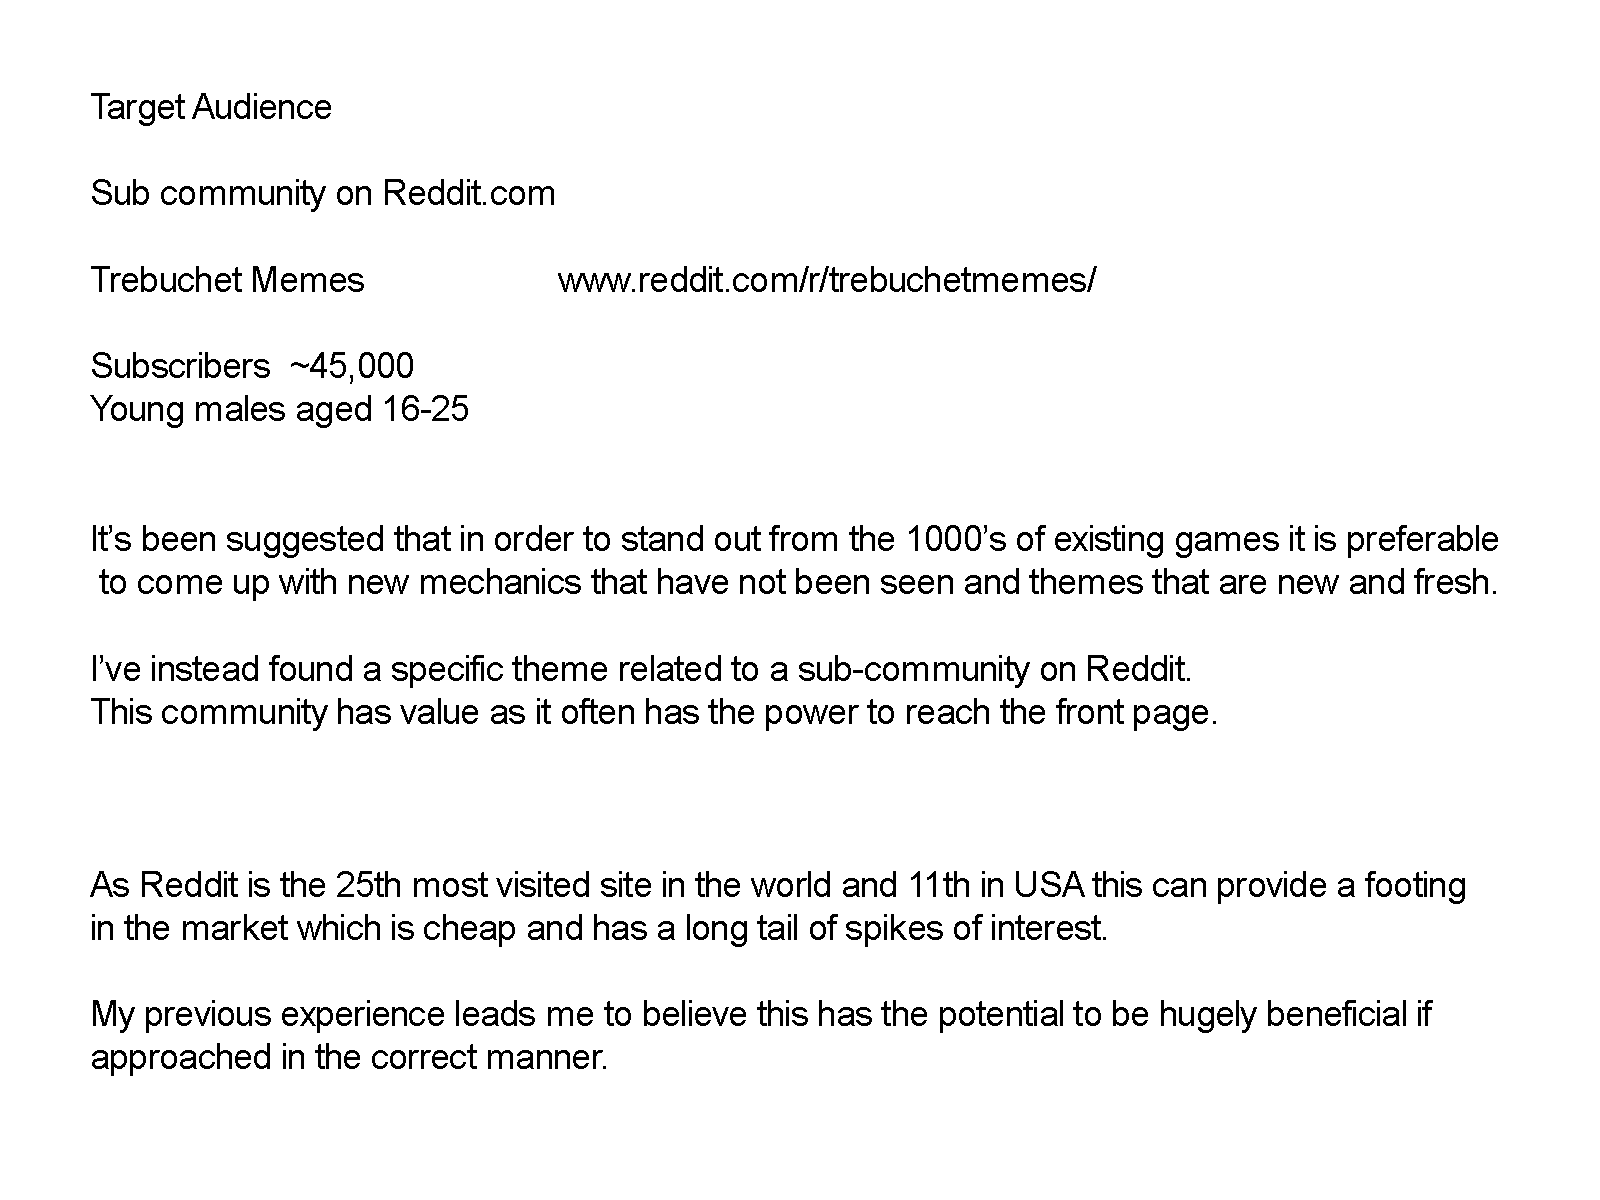 Target Audience
Sub community on Reddit.com
Trebuchet Memes www.reddit.com/r/trebuchetmemes/
Subscribers ~45,000
Young males aged 16-25
It’s been suggested that in order to stand out from the 1000’s of existing games it is preferable
to come up with new mechanics that have not been seen and themes that are new and fresh.
I’ve instead found a specific theme related to a sub-community on Reddit.
This community has value as it often has the power to reach the front page.
As Reddit is the 25th most visited site in the world and 11th in USA this can provide a footing
in the market which is cheap and has a long tail of spikes of interest.
My previous experience leads me to believe this has the potential to be hugely beneficial if
approached in the correct manner.